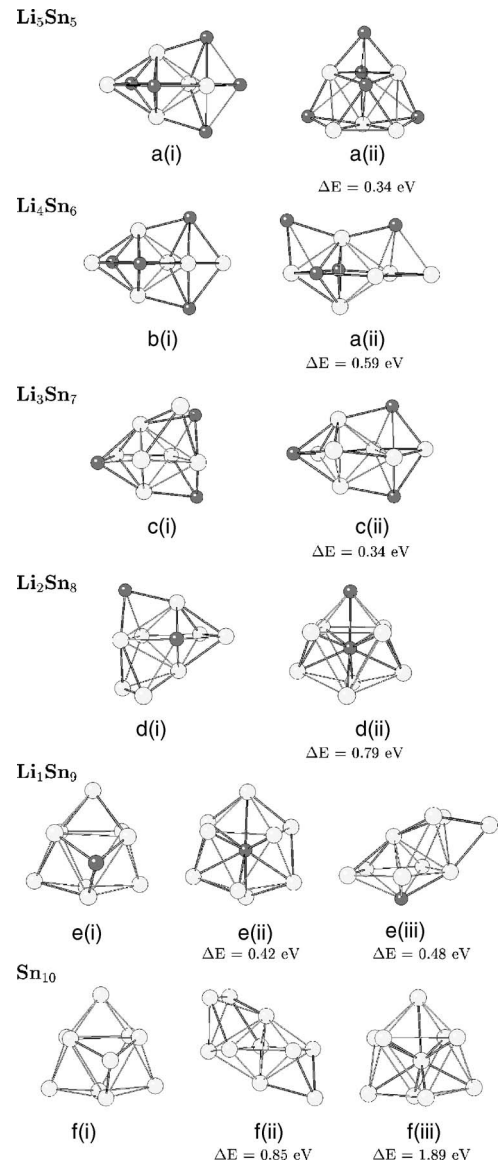 Li₅Sn₅
a(i) a(ii)
ΔE = 0.34 eV
Li₄Sn₆
b(i) a(ii)
ΔE = 0.59 eV
Li₃Sn₇
c(i) c(ii)
ΔE = 0.34 eV
Li₂Sn₈
d(i) d(ii)
ΔE = 0.79 eV
Li₁Sn₉
e(i) e(ii) e(iii)
ΔE = 0.42 eV ΔE = 0.48 eV
Sn₁₀
f(i) f(ii) f(iii)
ΔE = 0.85 eV ΔE = 1.89 eV